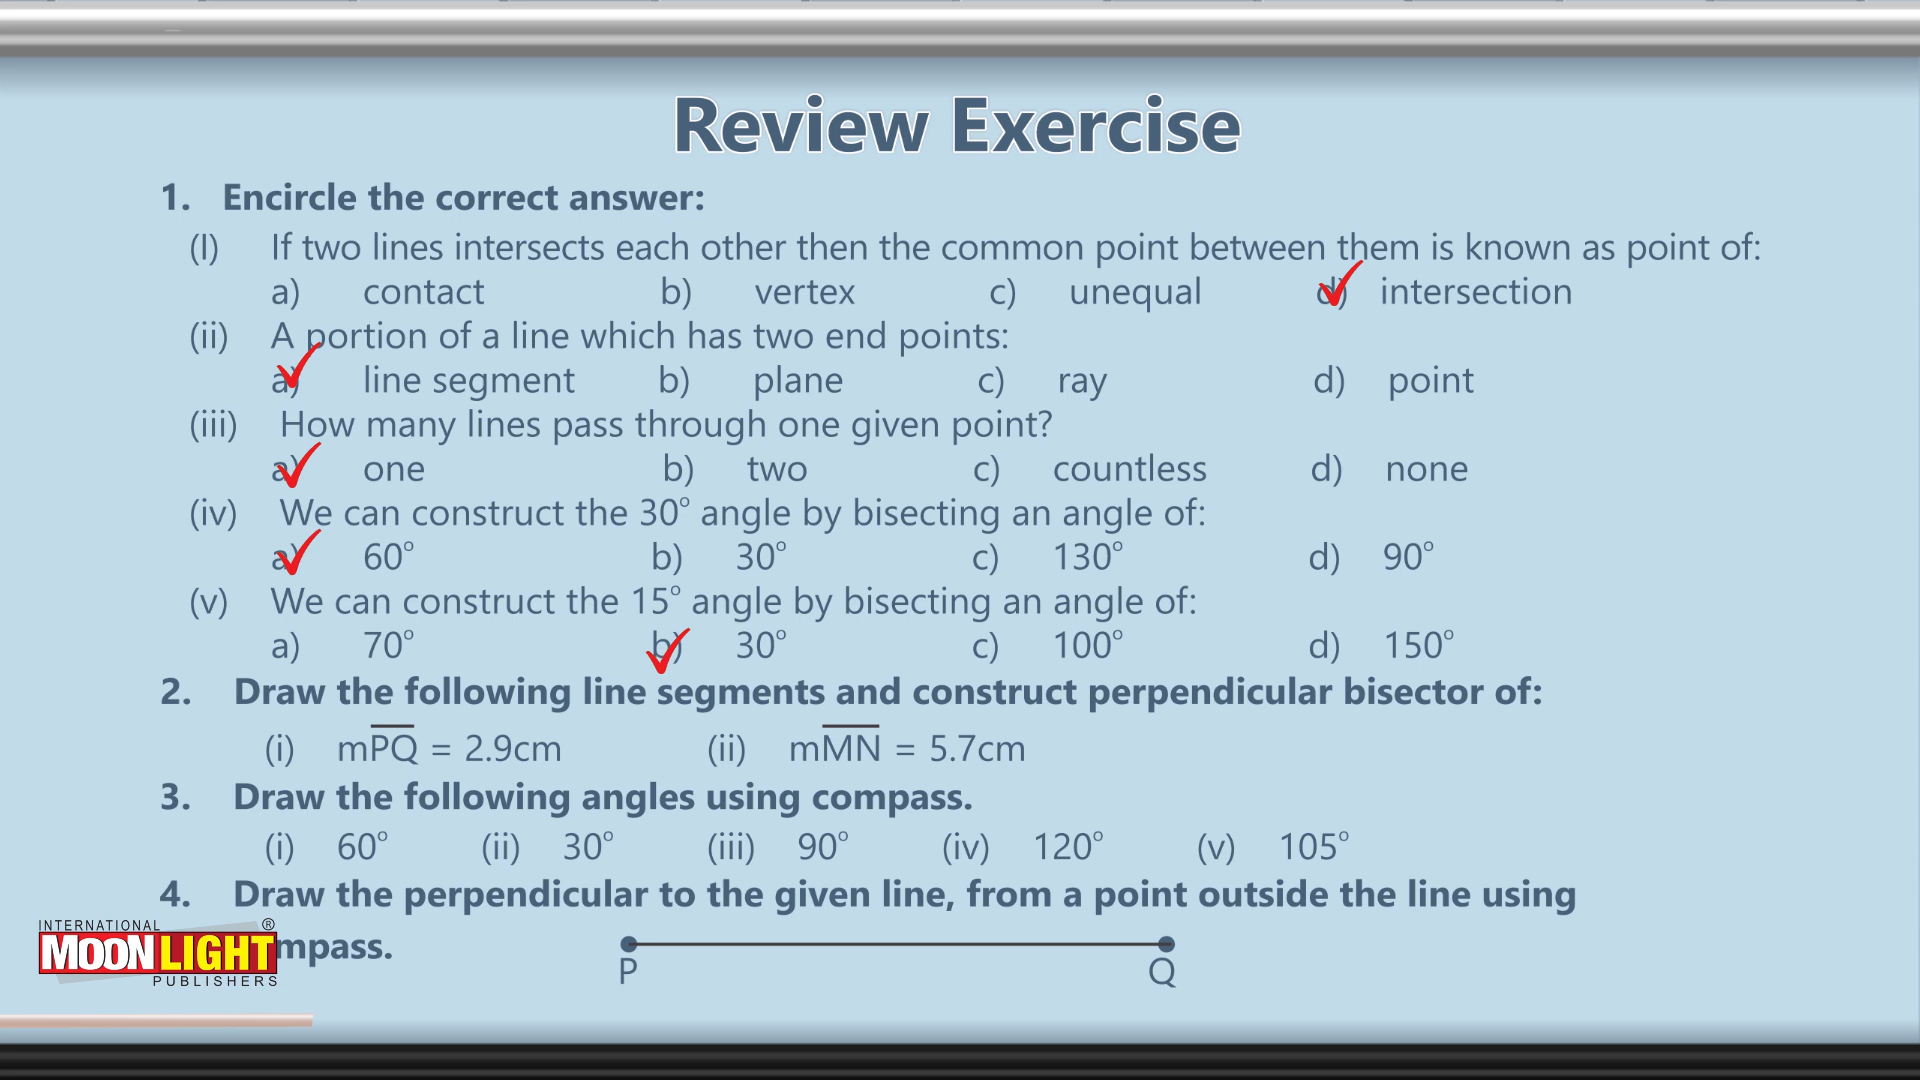 Review Exercise
1. Encircle the correct answer:
(I) If two lines intersects each other then the common point between them is known as point of:
a) contact b) vertex c) unequal d) intersection
(ii) A portion of a line which has two end points:
a) line segment b) plane c) ray d) point
(iii) How many lines pass through one given point?
a) one b) two c) countless d) none
(iv) We can construct the 30° angle by bisecting an angle of:
a) 60° b) 30° c) 130° d) 90°
(v) We can construct the 15° angle by bisecting an angle of:
a) 70° b) 30° c) 100° d) 150°
2. Draw the following line segments and construct perpendicular bisector of:
(i) mPQ = 2.9cm (ii) mMN = 5.7cm
3. Draw the following angles using compass.
(i) 60° (ii) 30° (iii) 90° (iv) 120° (v) 105°
4. Draw the perpendicular to the given line, from a point outside the line using
mpass.
P Q
INTERNATIONAL ®
MOONLIGHT
PUBLISHERS